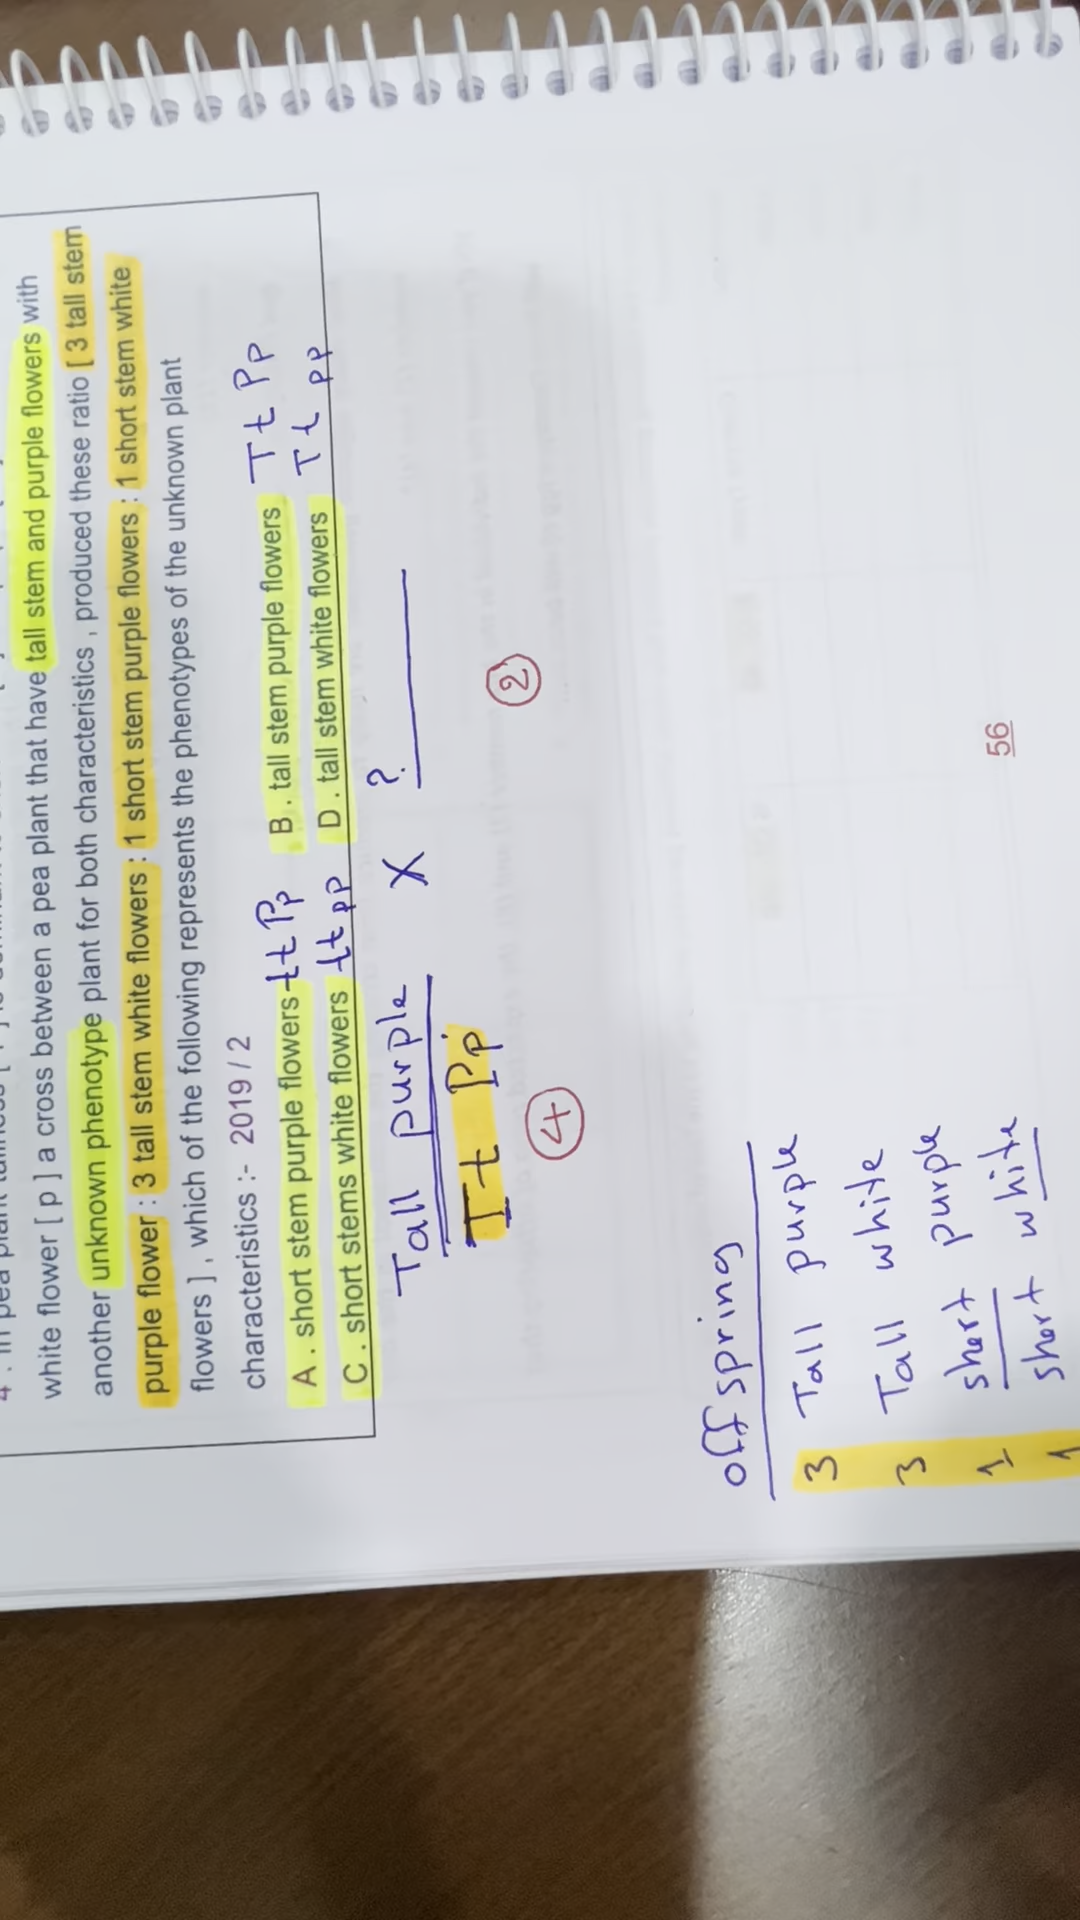 white flower [ p ] a cross between a pea plant that have tall stem and purple flowers with
another unknown phenotype plant for both characteristics , produced these ratio [ 3 tall stem
purple flower : 3 tall stem white flowers : 1 short stem purple flowers : 1 short stem white
flowers ] , which of the following represents the phenotypes of the unknown plant
characteristics :- 2019 / 2
A . short stem purple flowers ttPp B . tall stem purple flowers Tt Pp
C . short stems white flowers ttpp D . tall stem white flowers Tt pp
Tall purple X ?
Tt Pp
4 2
off spring
3 Tall purple
3 Tall white
1 short purple
1 short white
56